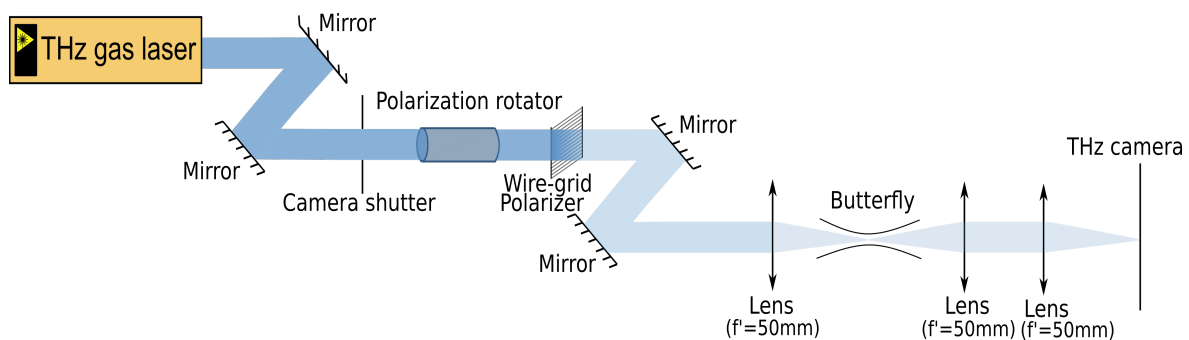 THz gas laser
Mirror
Mirror
Camera shutter
Polarization rotator
Wire-grid
Polarizer
Mirror
Mirror
Lens
(f'=50mm)
Butterfly
Lens
(f'=50mm)
Lens
(f'=50mm)
THz camera